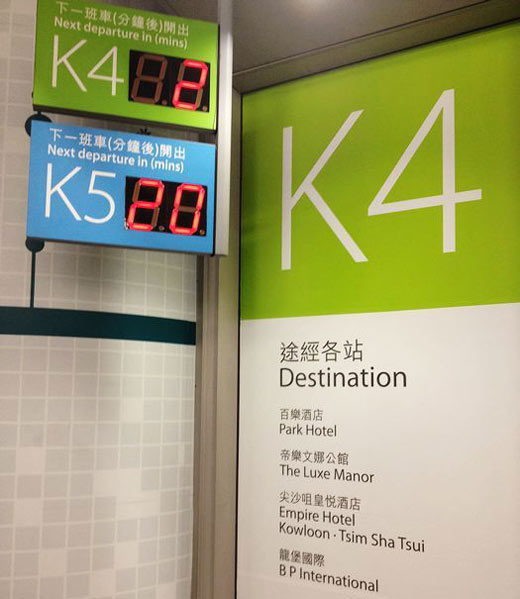 下一班車(分鐘後)開出
Next departure in (mins)
K4 2
下一班車(分鐘後)開出
Next departure in (mins)
K5 20
K4
途經各站
Destination
百樂酒店
Park Hotel
帝樂文娜公館
The Luxe Manor
尖沙咀皇悦酒店
Empire Hotel
Kowloon · Tsim Sha Tsui
龍堡國際
B P International